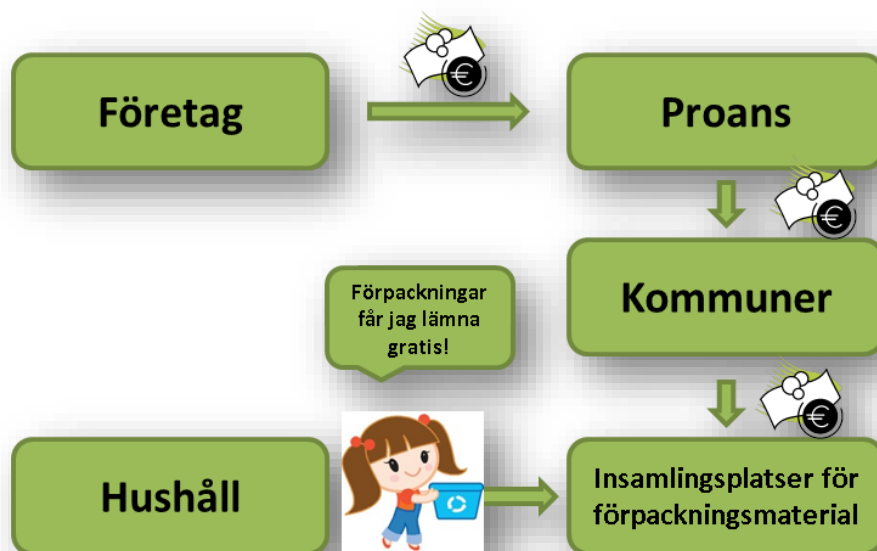 Företag
Proans
Kommuner
Förpackningar
får jag lämna
gratis!
Hushåll
Insamlingsplatser för
förpackningsmaterial